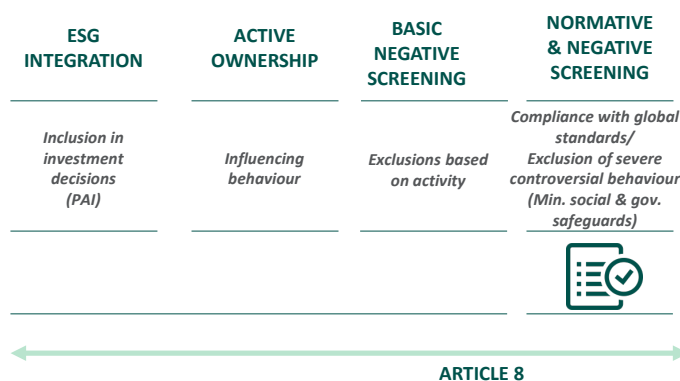 ESG
INTEGRATION
ACTIVE
OWNERSHIP
BASIC
NEGATIVE
SCREENING
NORMATIVE
& NEGATIVE
SCREENING
Inclusion in
investment
decisions
(PAI)
Influencing
behaviour
Exclusions based
on activity
Compliance with global
standards/
Exclusion of severe
controversial behaviour
(Min. social & gov.
safeguards)
ARTICLE 8